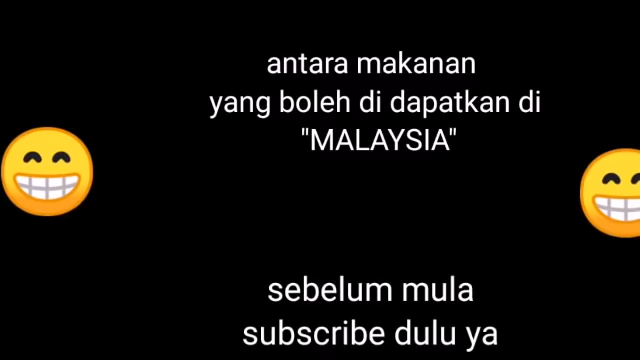 antara makanan
yang boleh di dapatkan di
"MALAYSIA"
sebelum mula
subscribe dulu ya